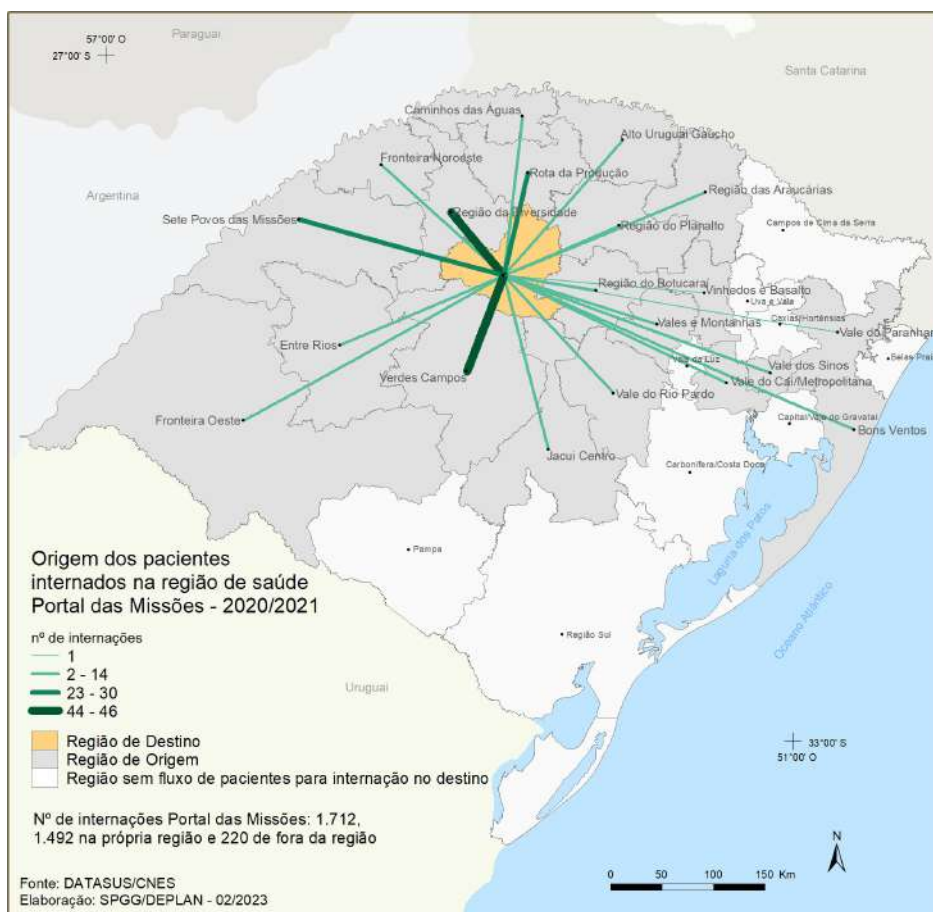 Paraguai
57°00' O
27°00' S
Santa Catarina
Caminhos das Águas
Alto Uruguai Gaúcho
Fronteira Noroeste
Rota da Produção
Argentina
Região das Araucárias
Sete Povos das Missões
Região da Diversidade
Região do Planalto
Campos de Cima da Serra
Região do Botucaraí
Vinhedos e Basalto
Uva e Vale
Vales e Montanhas
Caxias/Hortênsias
Vale do Paranhan
Entre Rios
Vale da Luz
Belas Prai
Verdes Campos
Vale dos Sinos
Vale do Caí/Metropolitana
Vale do Rio Pardo
Fronteira Oeste
Capital/Vale do Gravataí
Bons Ventos
Jacuí Centro
Carbonífera/Costa Doce
Laguna dos Patos
Pampa
Oceano Atlântico
Região Sul
Uruguai
Origem dos pacientes
internados na região de saúde
Portal das Missões - 2020/2021
nº de internações
1
2 - 14
23 - 30
44 - 46
Região de Destino
Região de Origem
Região sem fluxo de pacientes para internação no destino
33°00' S
51°00' O
Nº de internações Portal das Missões: 1.712,
1.492 na própria região e 220 de fora da região
N
0 50 100 150 Km
Fonte: DATASUS/CNES
Elaboração: SPGG/DEPLAN - 02/2023